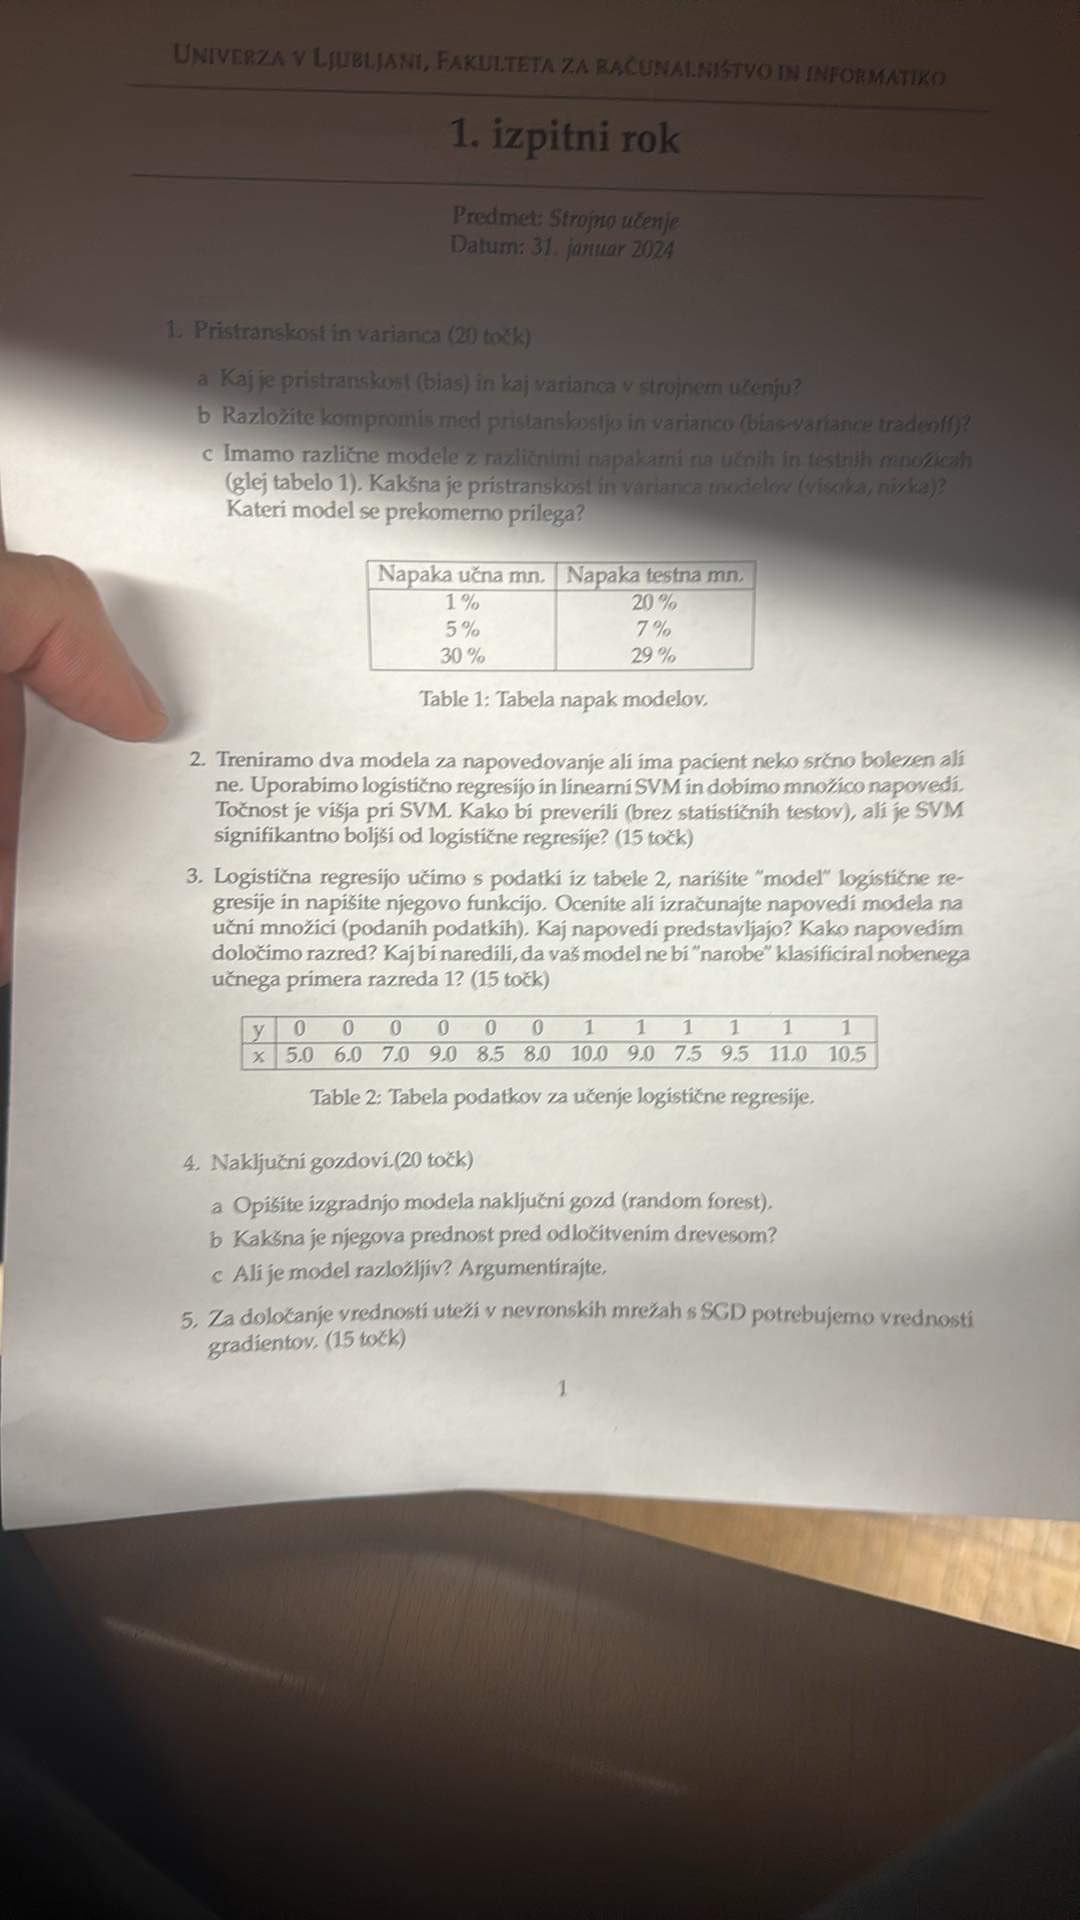 UNIVERZA V LJUBLJANI, FAKULTETA ZA RAČUNALNIŠTVO IN INFORMATIKO
1. izpitni rok
Predmet: Strojno učenje
Datum: 31. januar 2024
1. Pristranskost in varianca (20 točk)
a Kaj je pristranskost (bias) in kaj varianca v strojnem učenju?
b Razložite kompromis med pristanskostjo in varianco (bias-variance tradeoff)?
c Imamo različne modele z različnimi napakami na učnih in testnih množicah
(glej tabelo 1). Kakšna je pristranskost in varianca modelov (visoka, nizka)?
Kateri model se prekomerno prilega?
Napaka učna mn. Napaka testna mn.
1 % 20 %
5 % 7 %
30 % 29 %
Table 1: Tabela napak modelov.
2. Treniramo dva modela za napovedovanje ali ima pacient neko srčno bolezen ali
ne. Uporabimo logistično regresijo in linearni SVM in dobimo množico napovedi.
Točnost je višja pri SVM. Kako bi preverili (brez statističnih testov), ali je SVM
signifikantno boljši od logistične regresije? (15 točk)
3. Logistična regresijo učimo s podatki iz tabele 2, narišite "model" logistične re-
gresije in napišite njegovo funkcijo. Ocenite ali izračunajte napovedi modela na
učni množici (podanih podatkih). Kaj napovedi predstavljajo? Kako napovedim
določimo razred? Kaj bi naredili, da vaš model ne bi "narobe" klasificiral nobenega
učnega primera razreda 1? (15 točk)
y 0 0 0 0 0 0 1 1 1 1 1 1
x 5.0 6.0 7.0 9.0 8.5 8.0 10.0 9.0 7.5 9.5 11.0 10.5
Table 2: Tabela podatkov za učenje logistične regresije.
4. Naključni gozdovi.(20 točk)
a Opišite izgradnjo modela naključni gozd (random forest).
b Kakšna je njegova prednost pred odločitvenim drevesom?
c Ali je model razložljiv? Argumentirajte.
5. Za določanje vrednosti uteži v nevronskih mrežah s SGD potrebujemo vrednosti
gradientov. (15 točk)
1